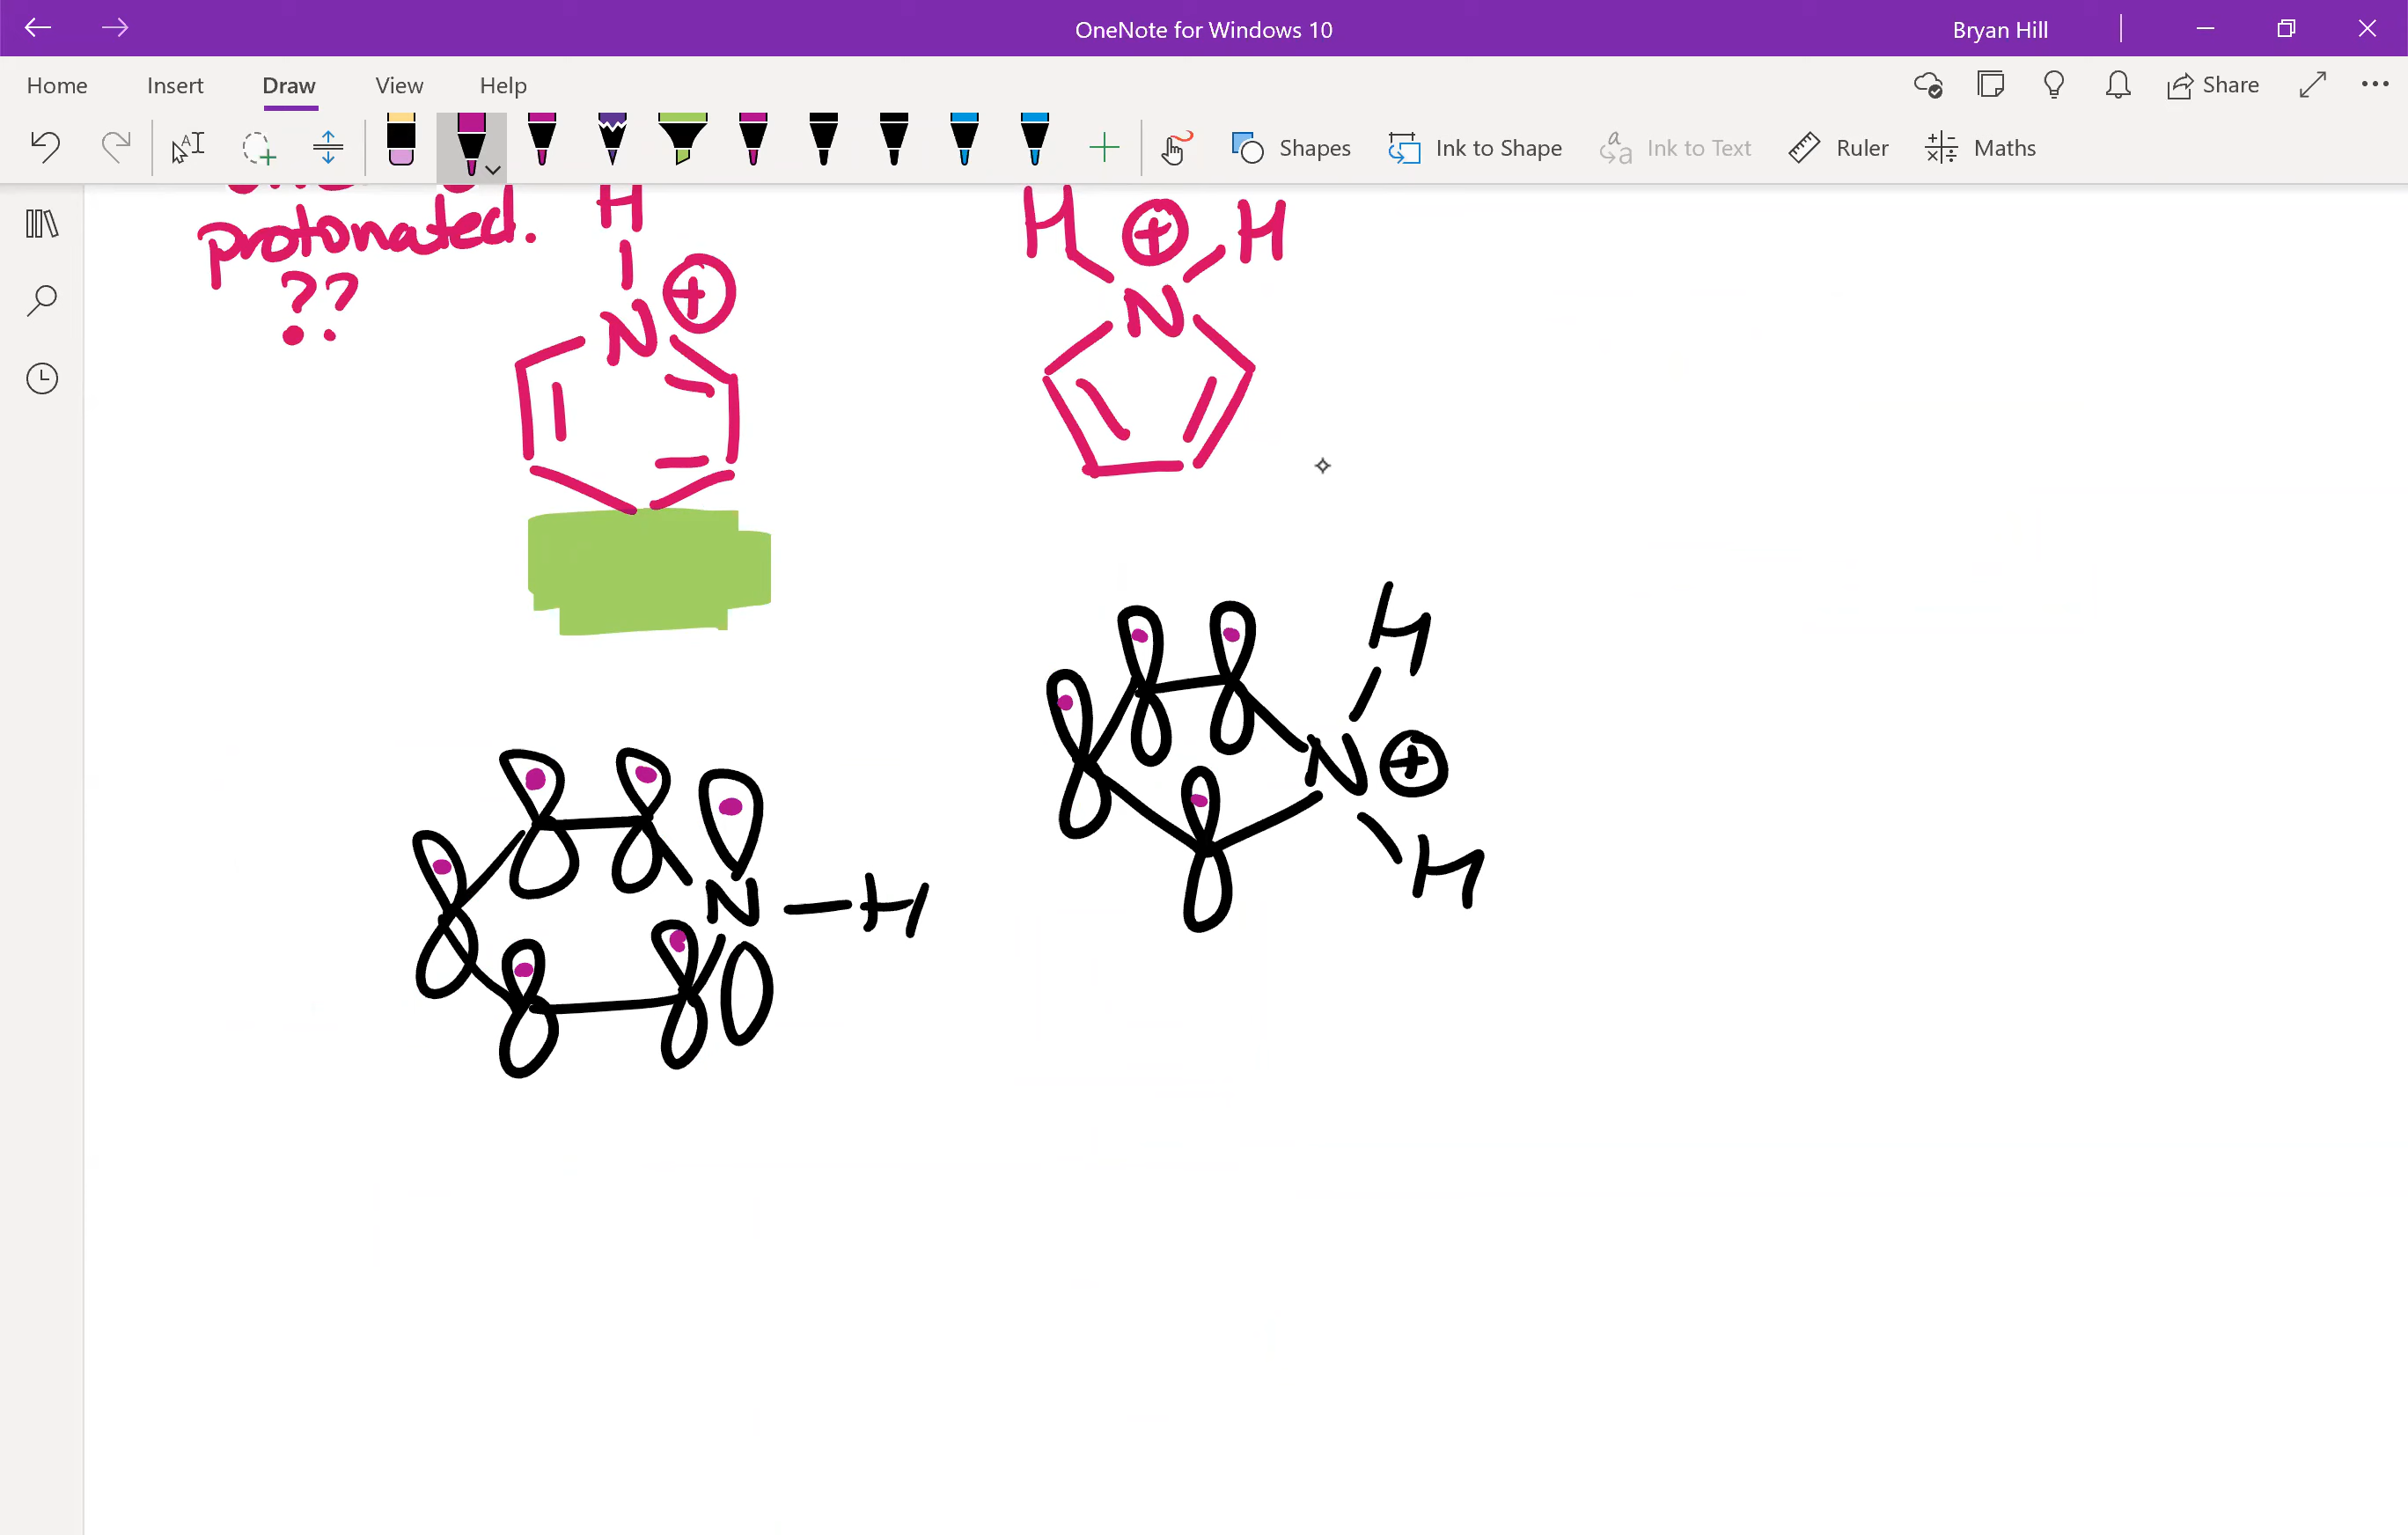 OneNote for Windows 10
Bryan Hill
Home Insert Draw View Help
Share
Shapes Ink to Shape Ink to Text Ruler Maths
protonated.
??
H
N +
H + H
N
H
N +
H
N - H